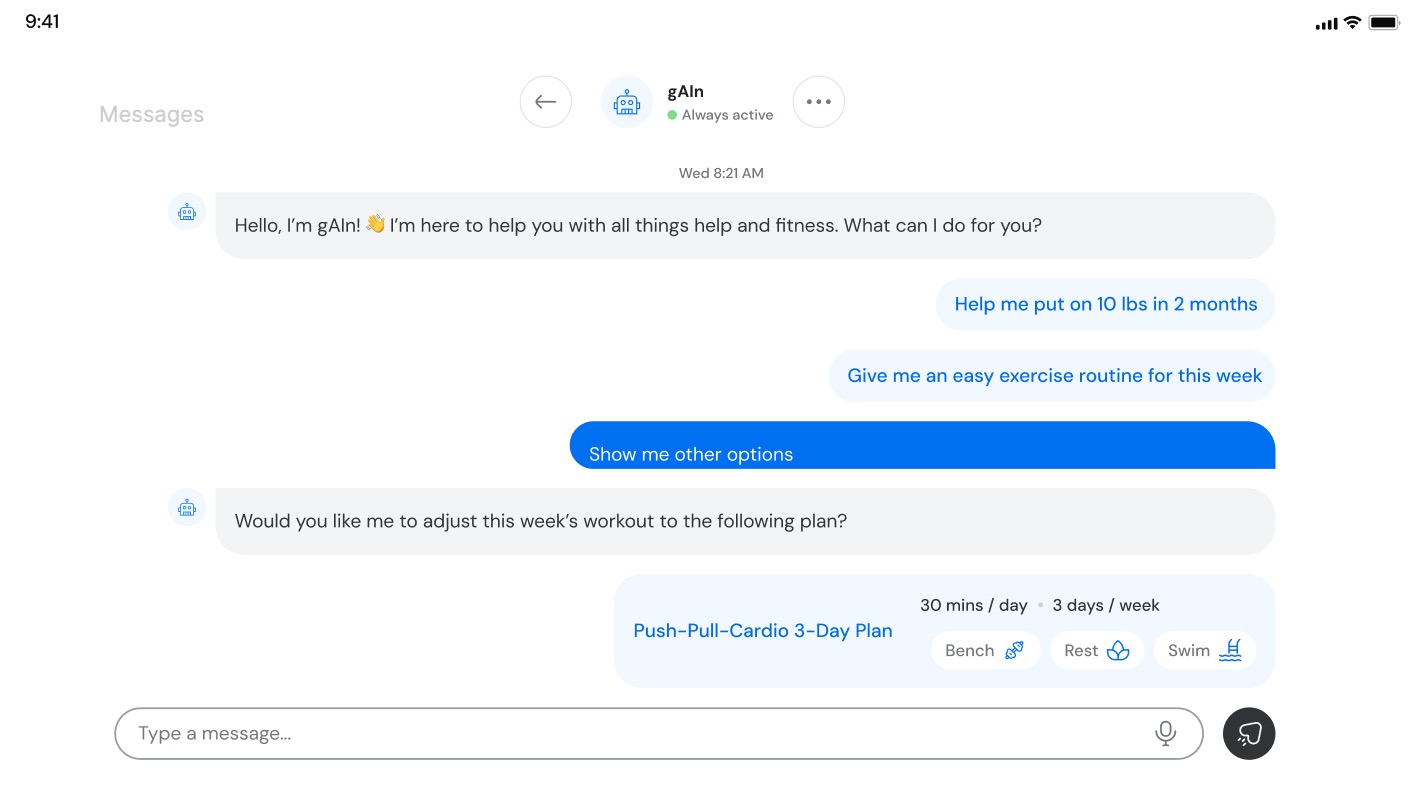 9:41
Messages
gAIn
Always active
Wed 8:21 AM
Hello, I’m gAIn! 👋 I’m here to help you with all things help and fitness. What can I do for you?
Help me put on 10 lbs in 2 months
Give me an easy exercise routine for this week
Show me other options
Would you like me to adjust this week’s workout to the following plan?
Push-Pull-Cardio 3-Day Plan
30 mins / day • 3 days / week
Bench Rest Swim
Type a message...